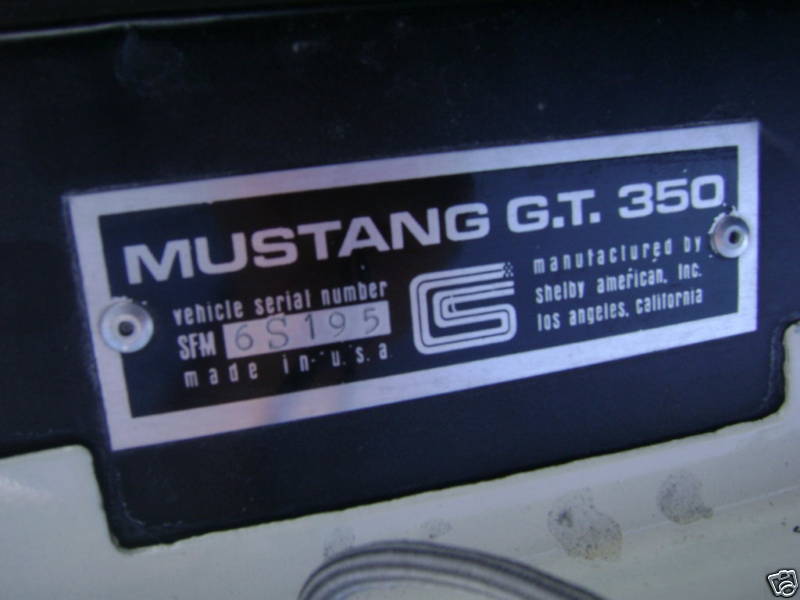 MUSTANG G.T. 350
vehicle serial number
SFM 6S195
made in u.s.a
manufactured by
shelby american, Inc.
los angeles, california